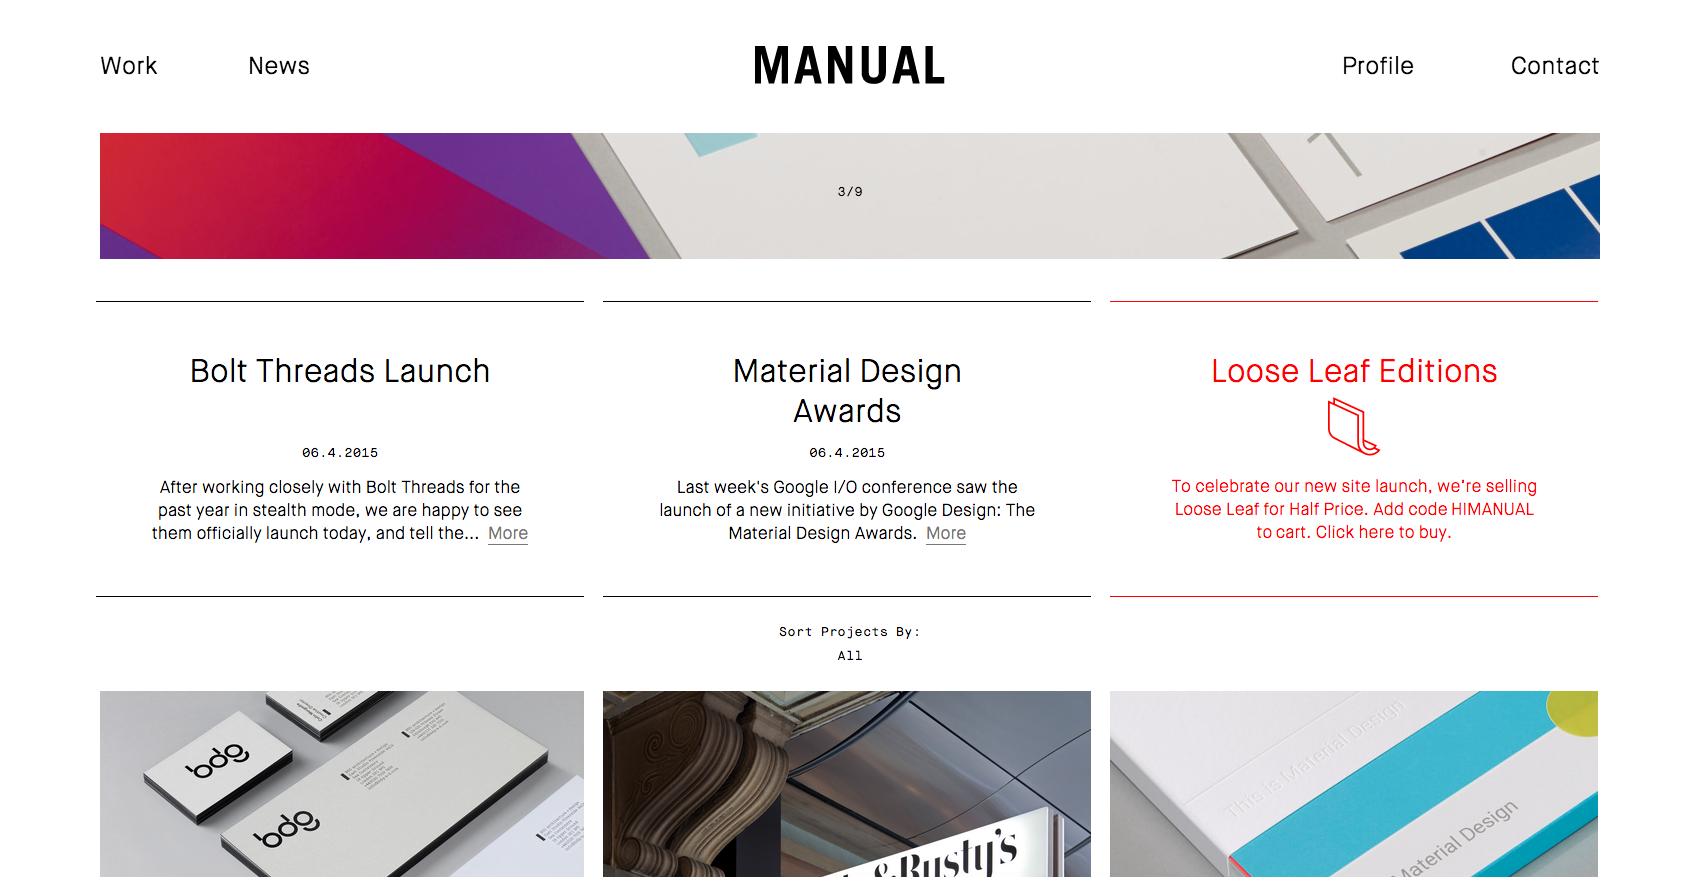 Work
News
MANUAL
Profile
Contact
3/9
Bolt Threads Launch
06.4.2015
After working closely with Bolt Threads for the
past year in stealth mode, we are happy to see
them officially launch today, and tell the... More
Material Design
Awards
06.4.2015
Last week's Google I/O conference saw the
launch of a new initiative by Google Design: The
Material Design Awards. More
Loose Leaf Editions
To celebrate our new site launch, we're selling
Loose Leaf for Half Price. Add code HIMANUAL
to cart. Click here to buy.
Sort Projects By:
All
bdg
bdg
& Rusty's
This is Material Design
Material Design